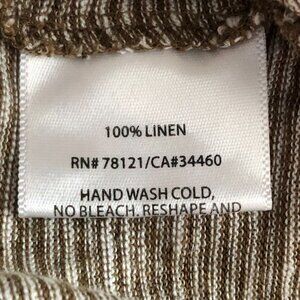 100% LINEN
RN# 78121/CA#34460
HAND WASH COLD,
NO BLEACH. RESHAPE AND